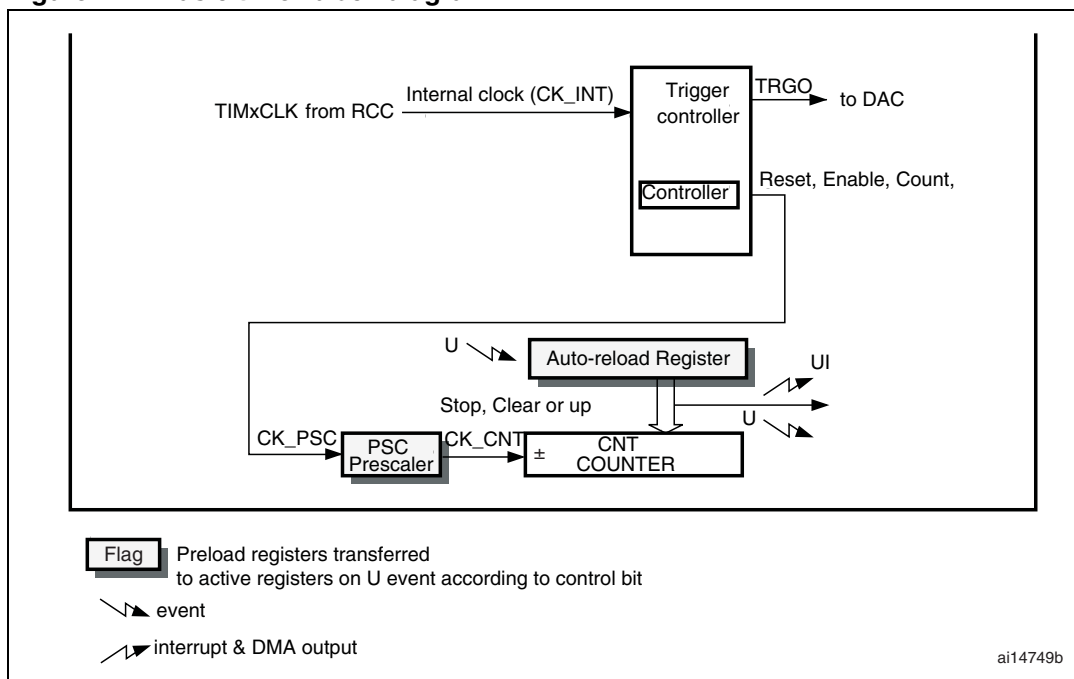 Trigger
controller
TRGO
to DAC
Internal clock (CK_INT)
TIMxCLK from RCC
Controller
Reset, Enable, Count,
U
Auto-reload Register
UI
Stop, Clear or up
U
CK_PSC
PSC
Prescaler
CK_CNT
±
CNT
COUNTER
Flag
Preload registers transferred
to active registers on U event according to control bit
event
interrupt & DMA output
ai14749b